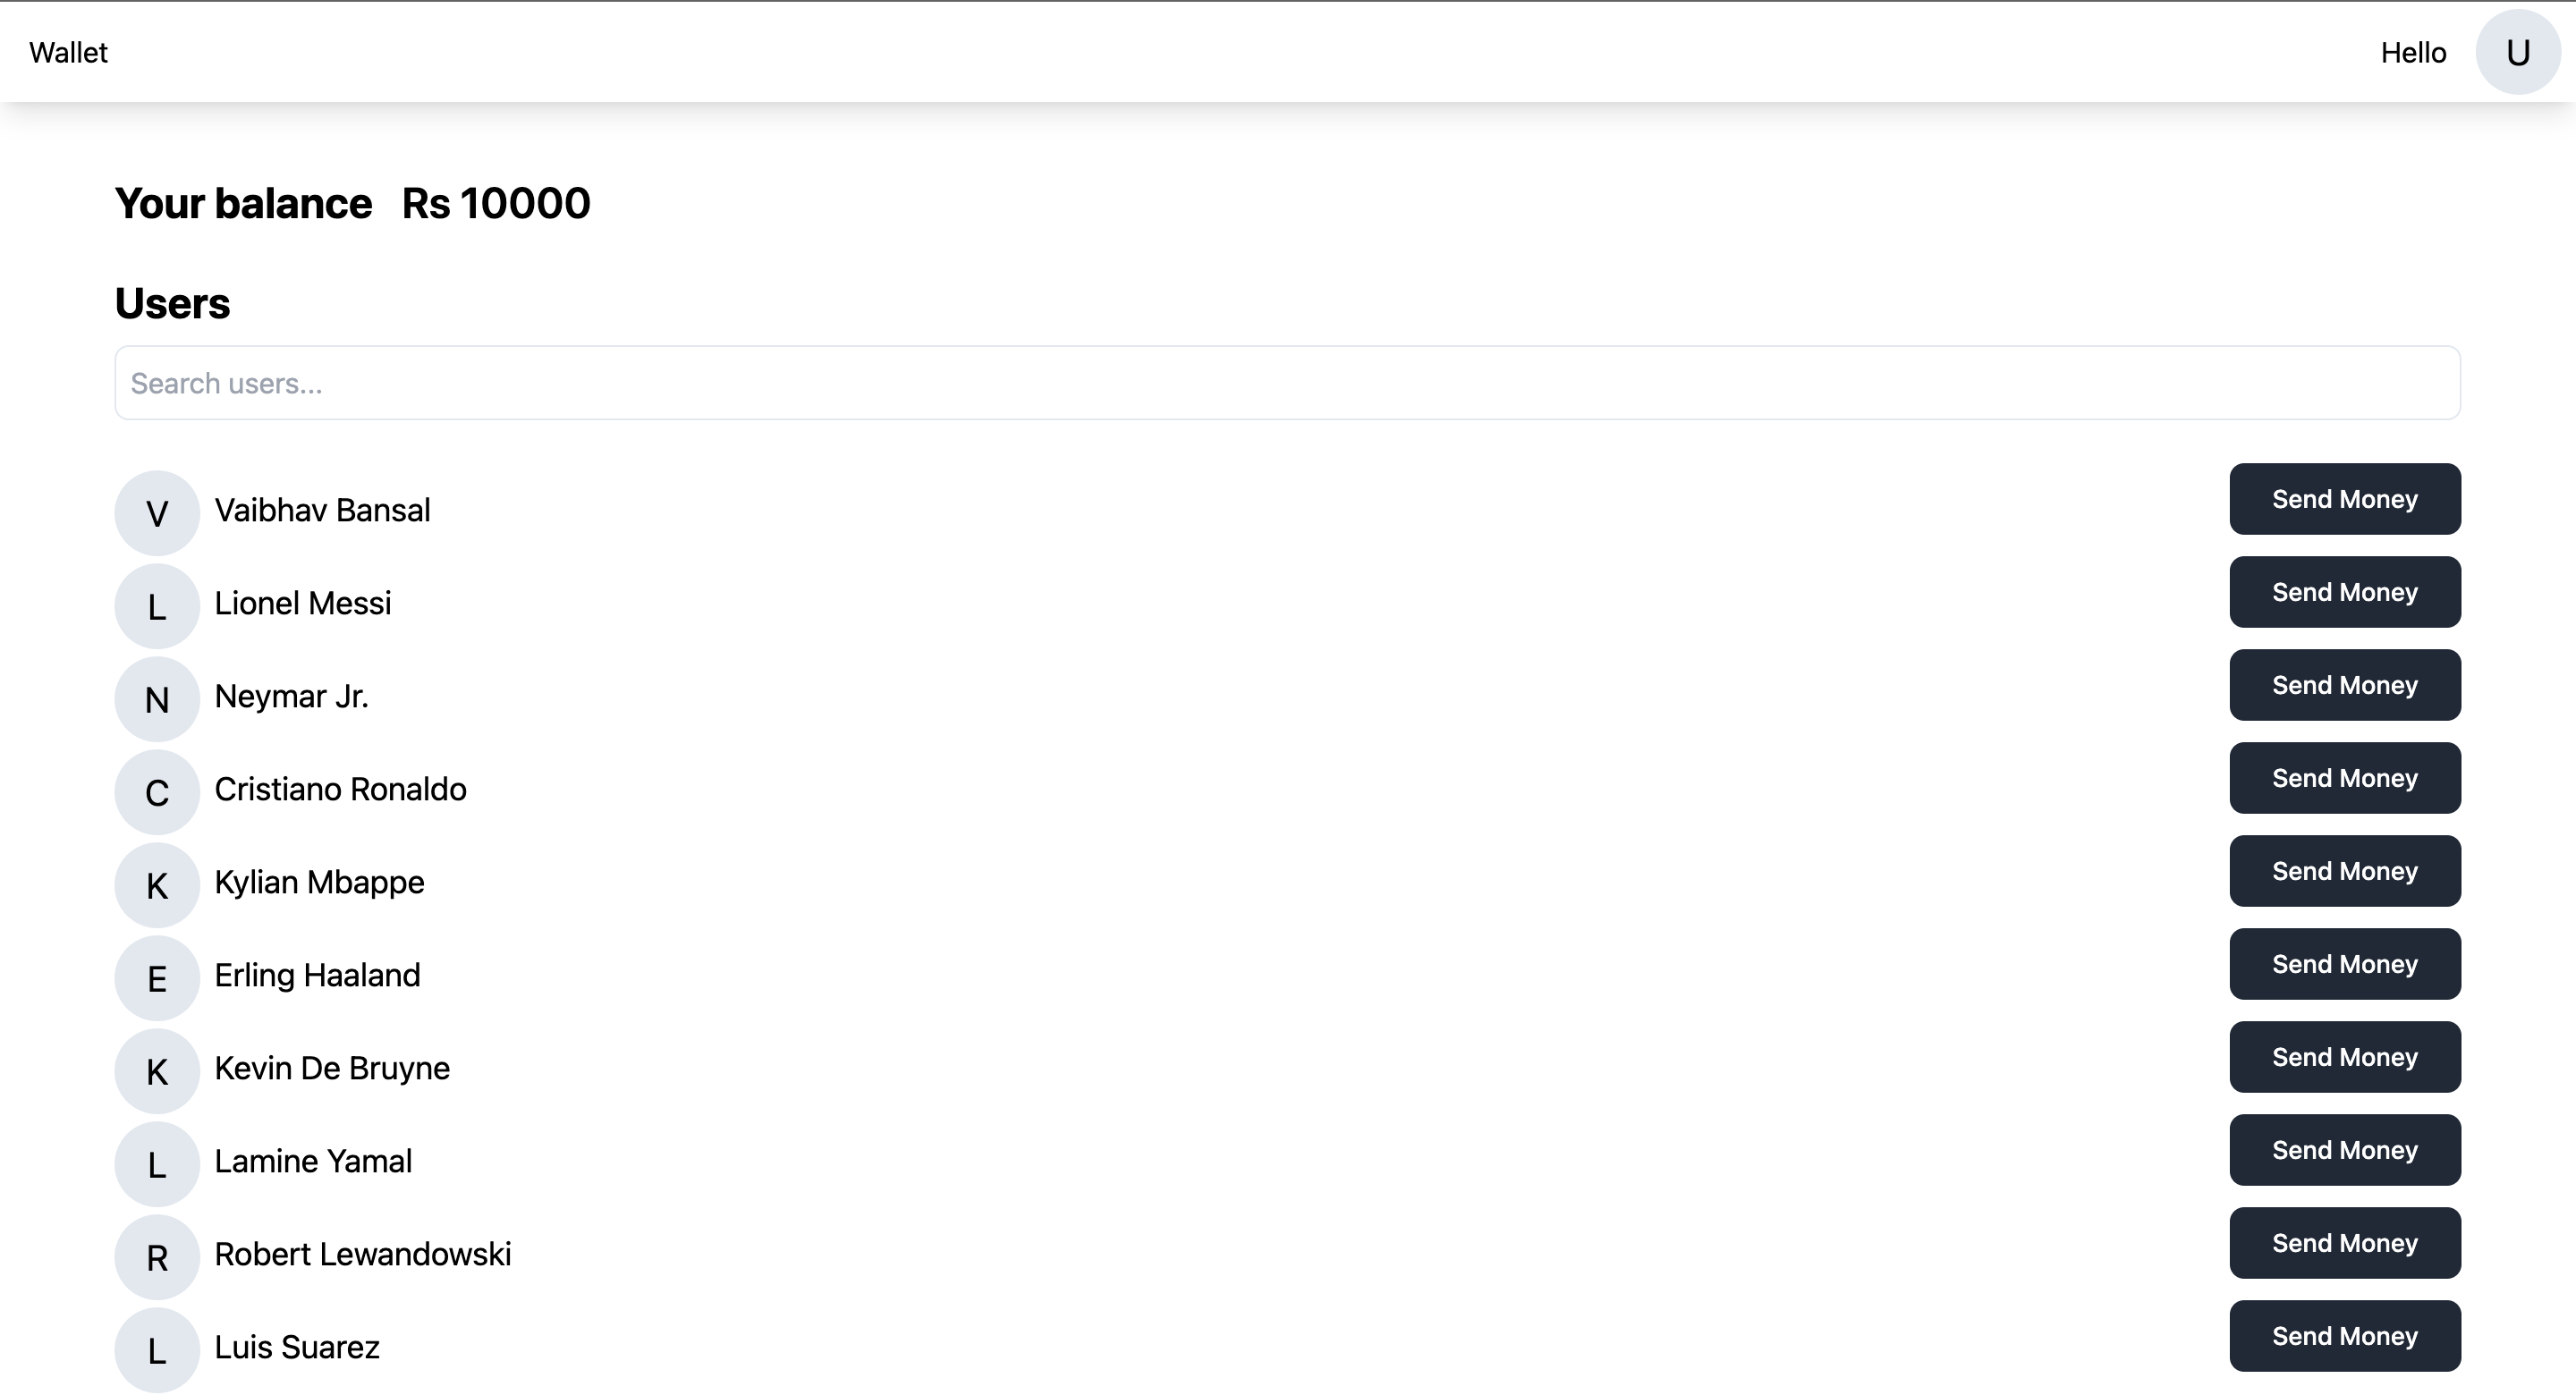 Wallet Hello U
Your balance Rs 10000
Users
Search users...
V Vaibhav Bansal Send Money
L Lionel Messi Send Money
N Neymar Jr. Send Money
C Cristiano Ronaldo Send Money
K Kylian Mbappe Send Money
E Erling Haaland Send Money
K Kevin De Bruyne Send Money
L Lamine Yamal Send Money
R Robert Lewandowski Send Money
L Luis Suarez Send Money